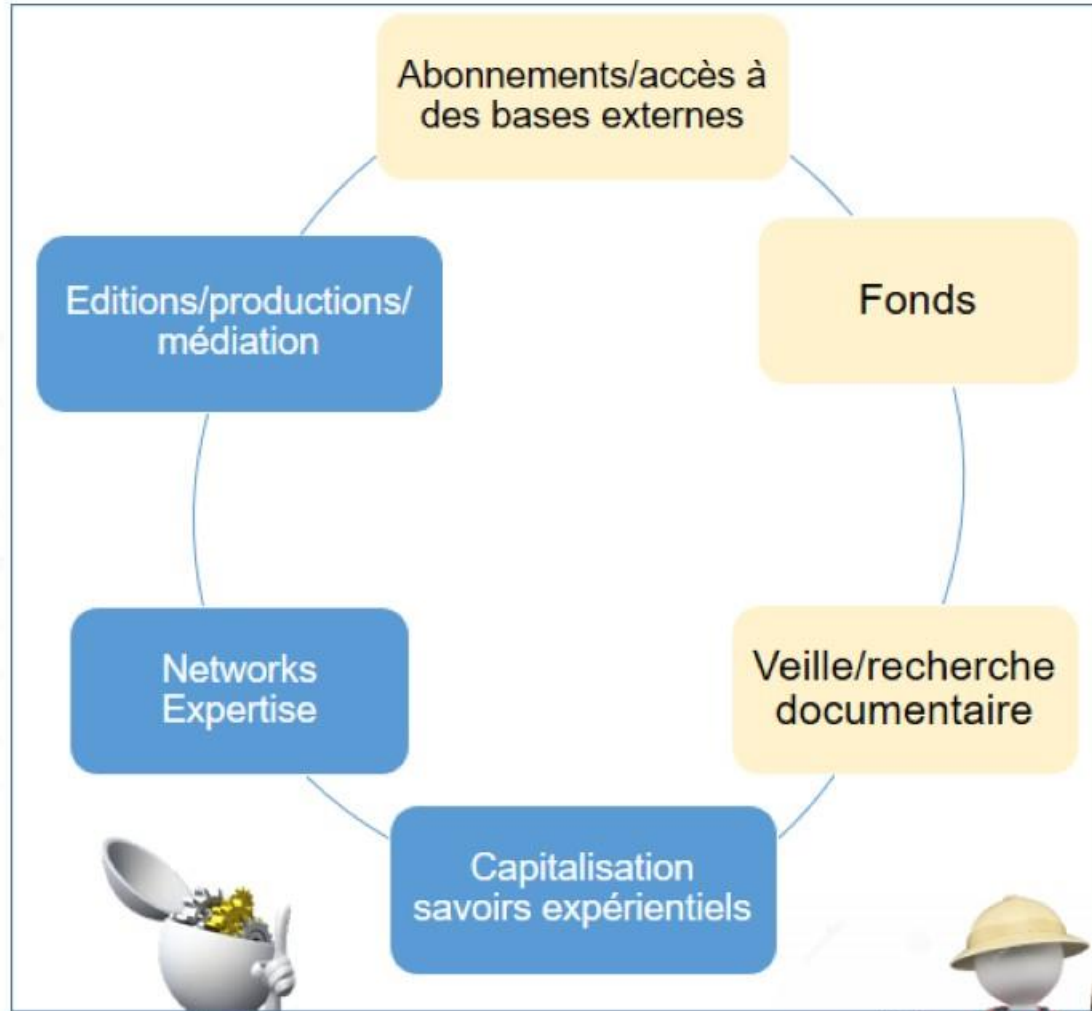 Abonnements/accès à
des bases externes
Fonds
Veille/recherche
documentaire
Capitalisation
savoirs expérientiels
Networks
Expertise
Editions/productions/
médiation